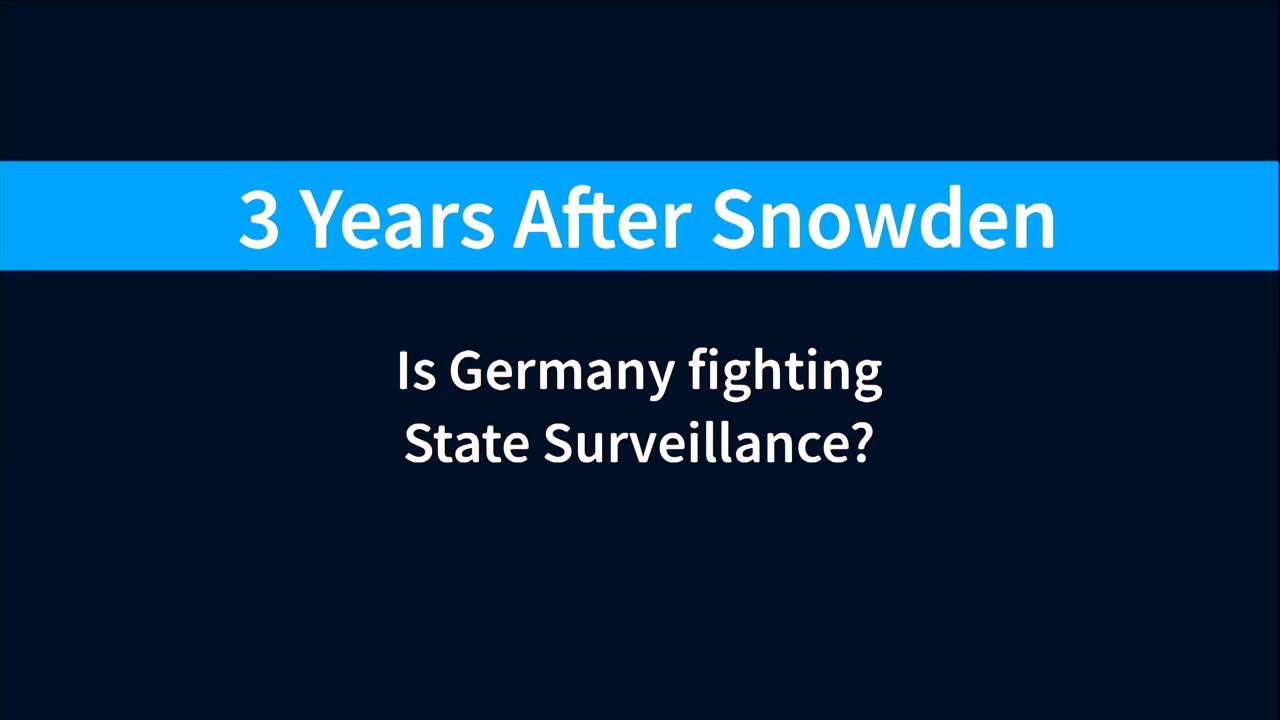 3 Years After Snowden
Is Germany fighting
State Surveillance?